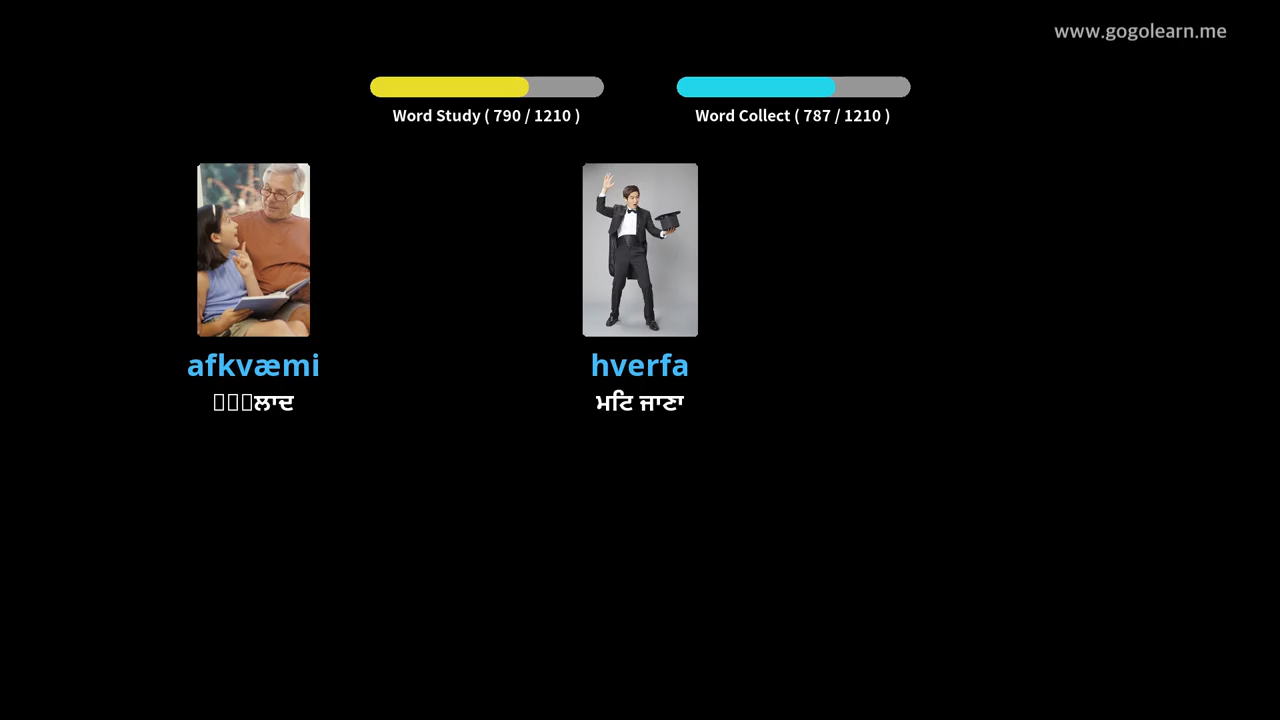 www.gogolearn.me
Word Study ( 790 / 1210 )
Word Collect ( 787 / 1210 )
afkvæmi
hverfa
ਮਟਿ ਜਾਣਾ